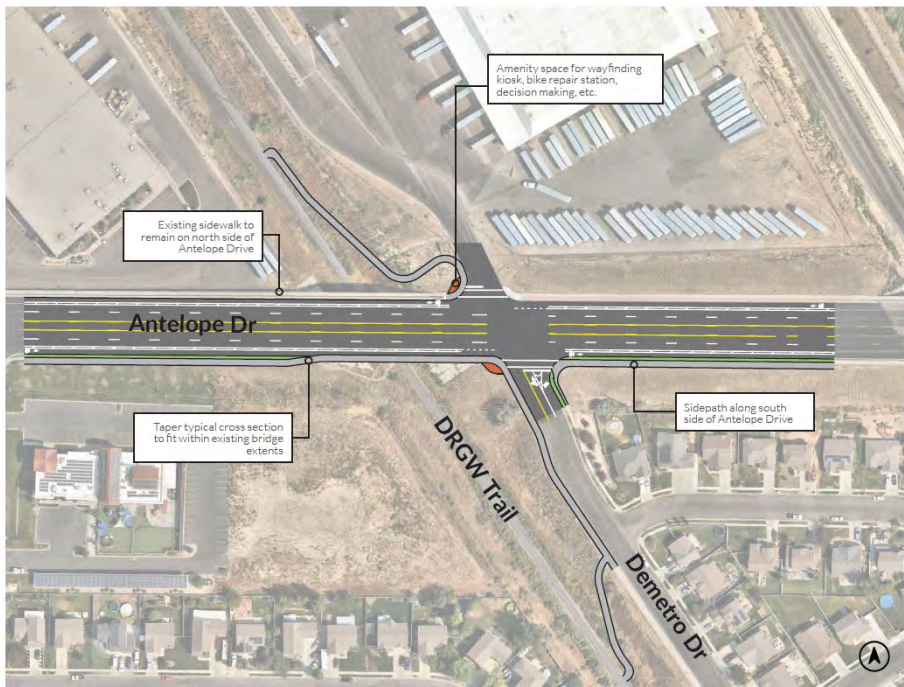 Amenity space for wayfinding
kiosk, bike repair station,
decision making, etc.
Existing sidewalk to
remain on north side of
Antelope Drive
Antelope Dr
Taper typical cross section
to fit within existing bridge
extents
Sidepath along south
side of Antelope Drive
DRGW Trail
Demetro Dr